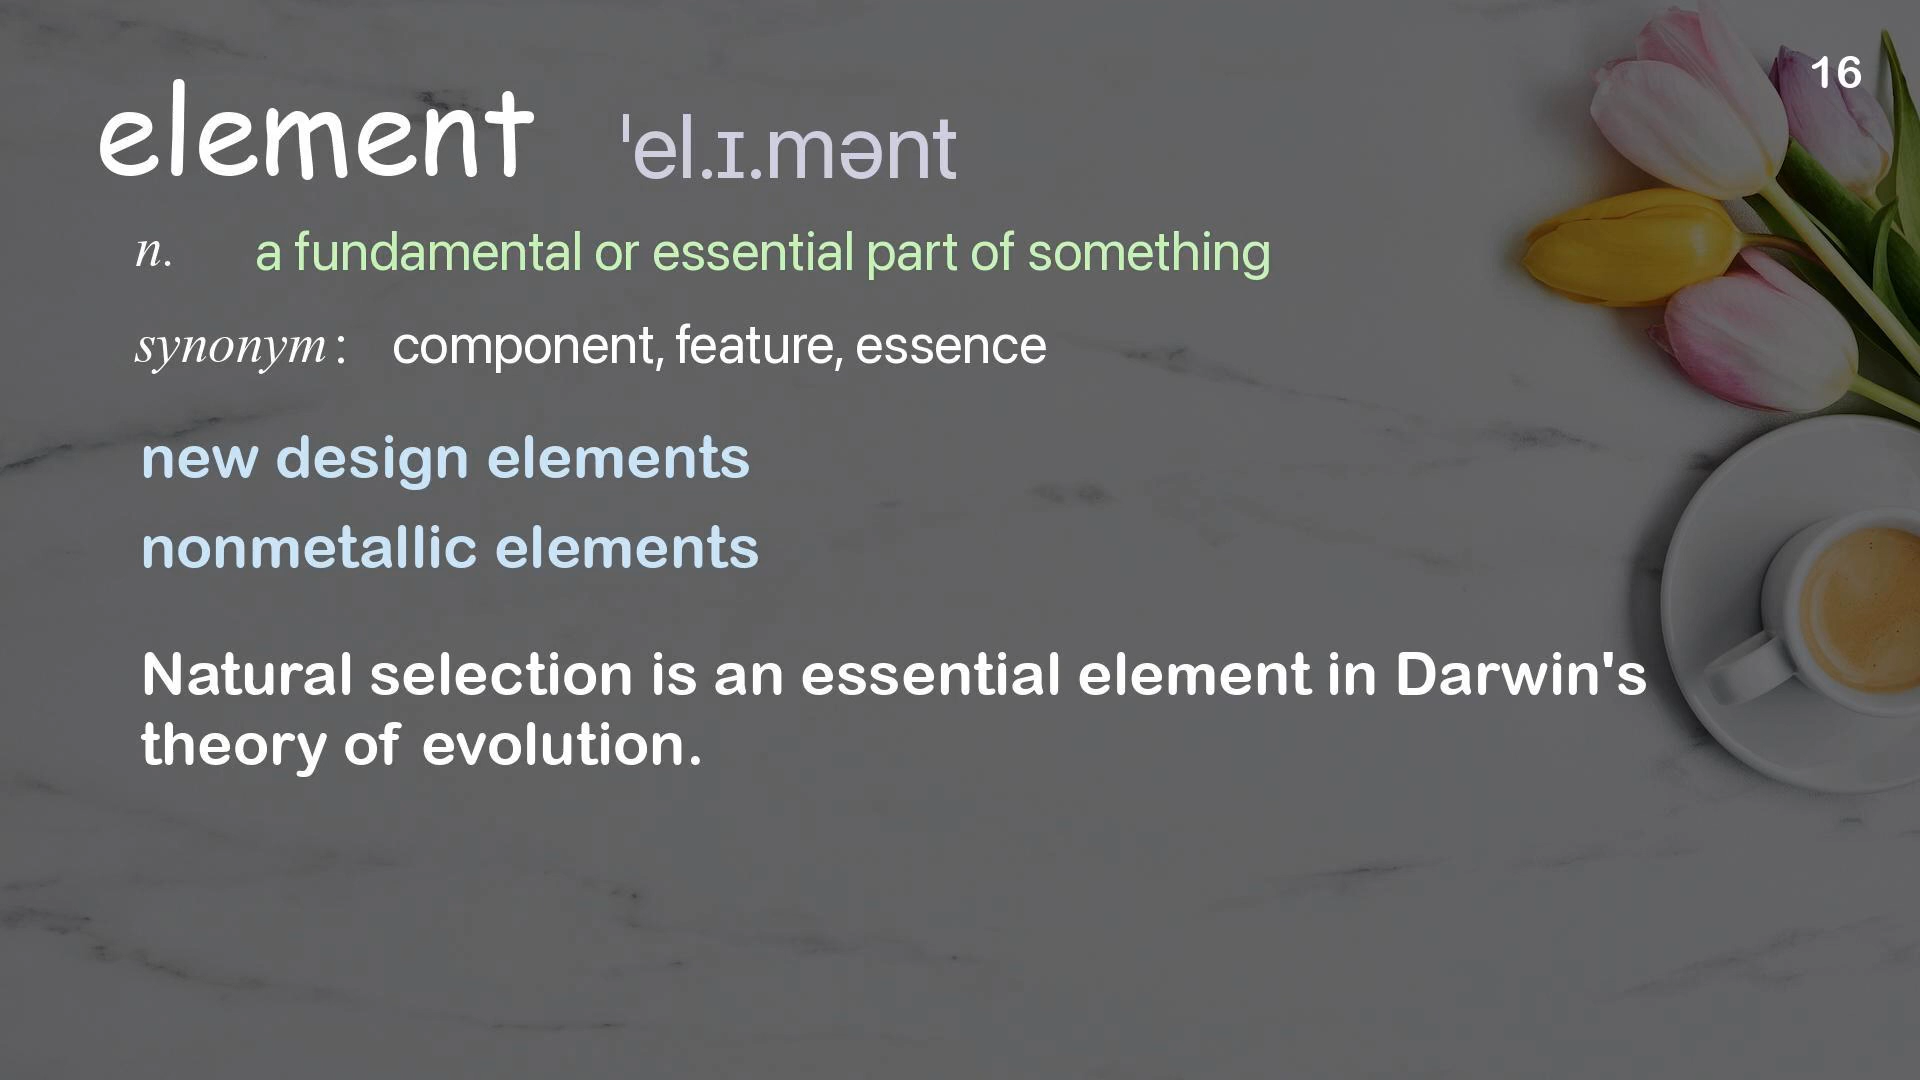 16
element ˈel.ɪ.mənt
n. a fundamental or essential part of something
synonym: component, feature, essence
new design elements
nonmetallic elements
Natural selection is an essential element in Darwin's
theory of evolution.